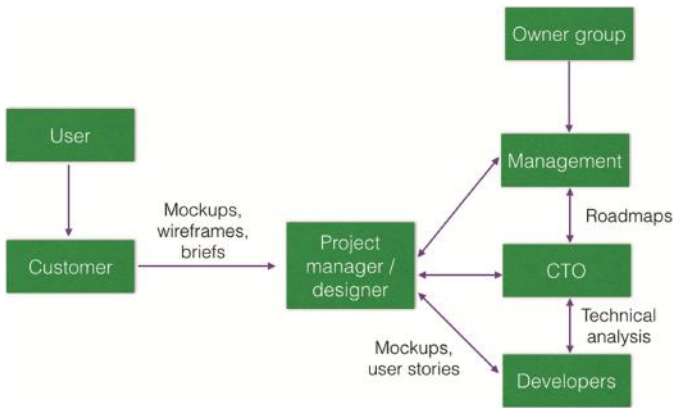 Owner group
User
Management
Mockups,
wireframes,
briefs
Roadmaps
Customer
Project
manager /
designer
CTO
Technical
analysis
Mockups,
user stories
Developers